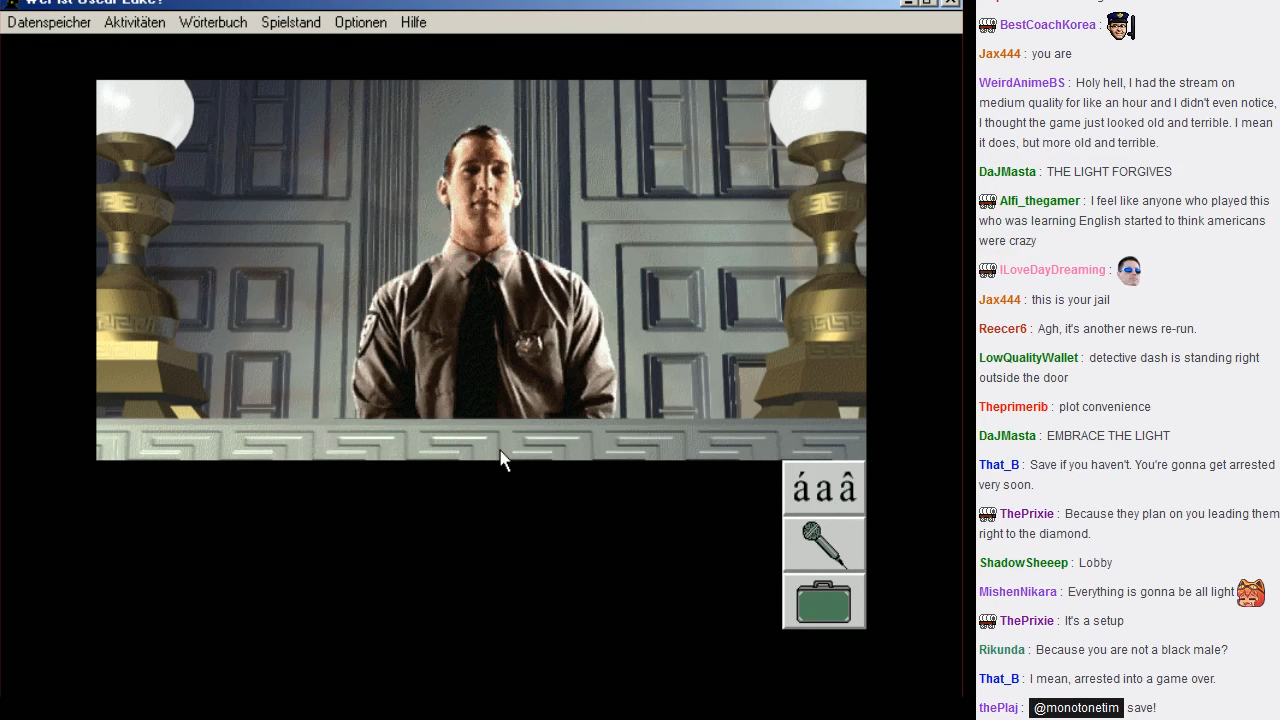 Wer ist Oscar Lake?
Datenspeicher Aktivitäten Wörterbuch Spielstand Optionen Hilfe
á a â
BestCoachKorea :
Jax444 : you are
WeirdAnimeBS : Holy hell, I had the stream on
medium quality for like an hour and I didn't even notice,
I thought the game just looked old and terrible. I mean
it does, but more old and terrible.
DaJMasta : THE LIGHT FORGIVES
Alfi_thegamer : I feel like anyone who played this
who was learning English started to think americans
were crazy
ILoveDayDreaming :
Jax444 : this is your jail
Reecer6 : Agh, it's another news re-run.
LowQualityWallet : detective dash is standing right
outside the door
Theprimerib : plot convenience
DaJMasta : EMBRACE THE LIGHT
That_B : Save if you haven't. You're gonna get arrested
very soon.
ThePrixie : Because they plan on you leading them
right to the diamond.
ShadowSheeep : Lobby
MishenNikara : Everything is gonna be all light
ThePrixie : It's a setup
Rikunda : Because you are not a black male?
That_B : I mean, arrested into a game over.
thePlaj : @monotonetim save!